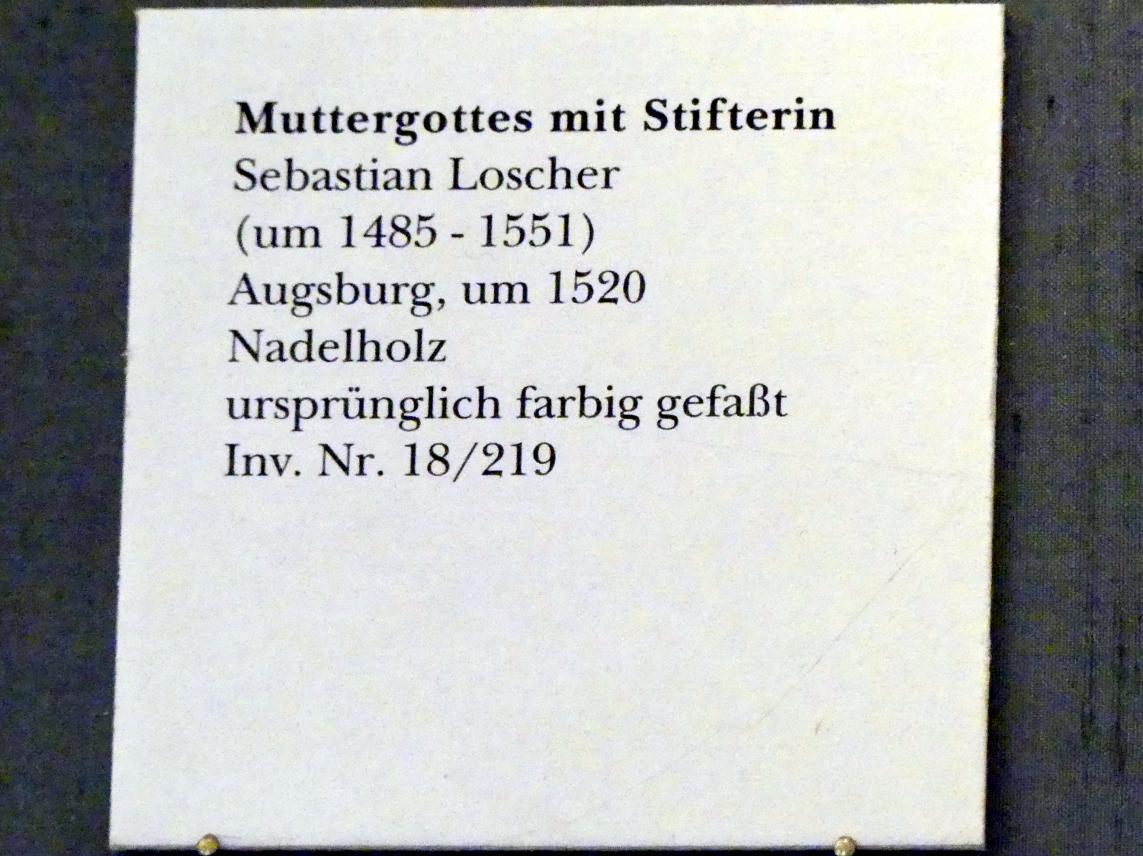 Muttergottes mit Stifterin
Sebastian Loscher
(um 1485 - 1551)
Augsburg, um 1520
Nadelholz
ursprünglich farbig gefaßt
Inv. Nr. 18/219